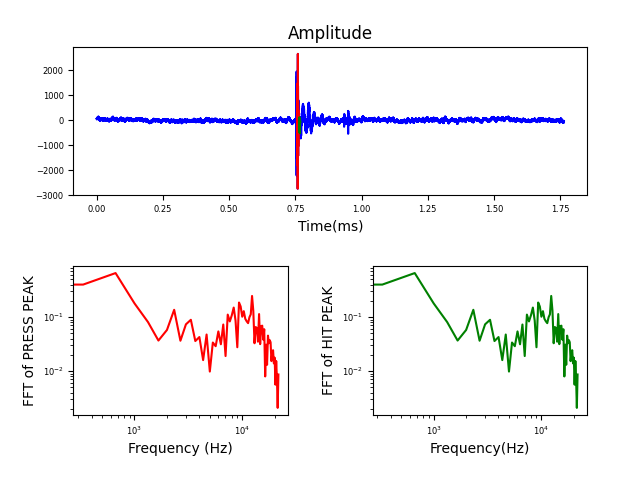 Amplitude
2000
1000
0
−1000
−2000
−3000
0.00 0.25 0.50 0.75 1.00 1.25 1.50 1.75
Time(ms)
FFT of PRESS PEAK
10⁻¹
10⁻²
10³ 10⁴
Frequency (Hz)
FFT of HIT PEAK
10⁻¹
10⁻²
10³ 10⁴
Frequency(Hz)